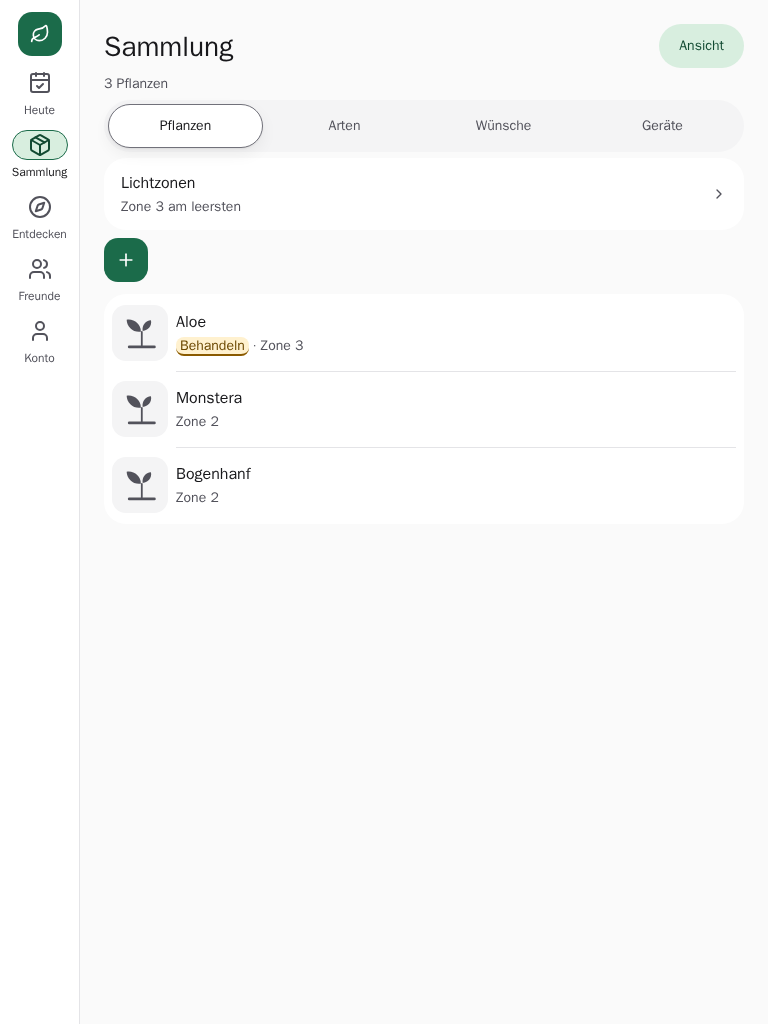 Sammlung
Ansicht
3 Pflanzen
Heute
Sammlung
Entdecken
Freunde
Konto
Pflanzen
Arten
Wünsche
Geräte
Lichtzonen
Zone 3 am leersten
Aloe
Behandeln · Zone 3
Monstera
Zone 2
Bogenhanf
Zone 2